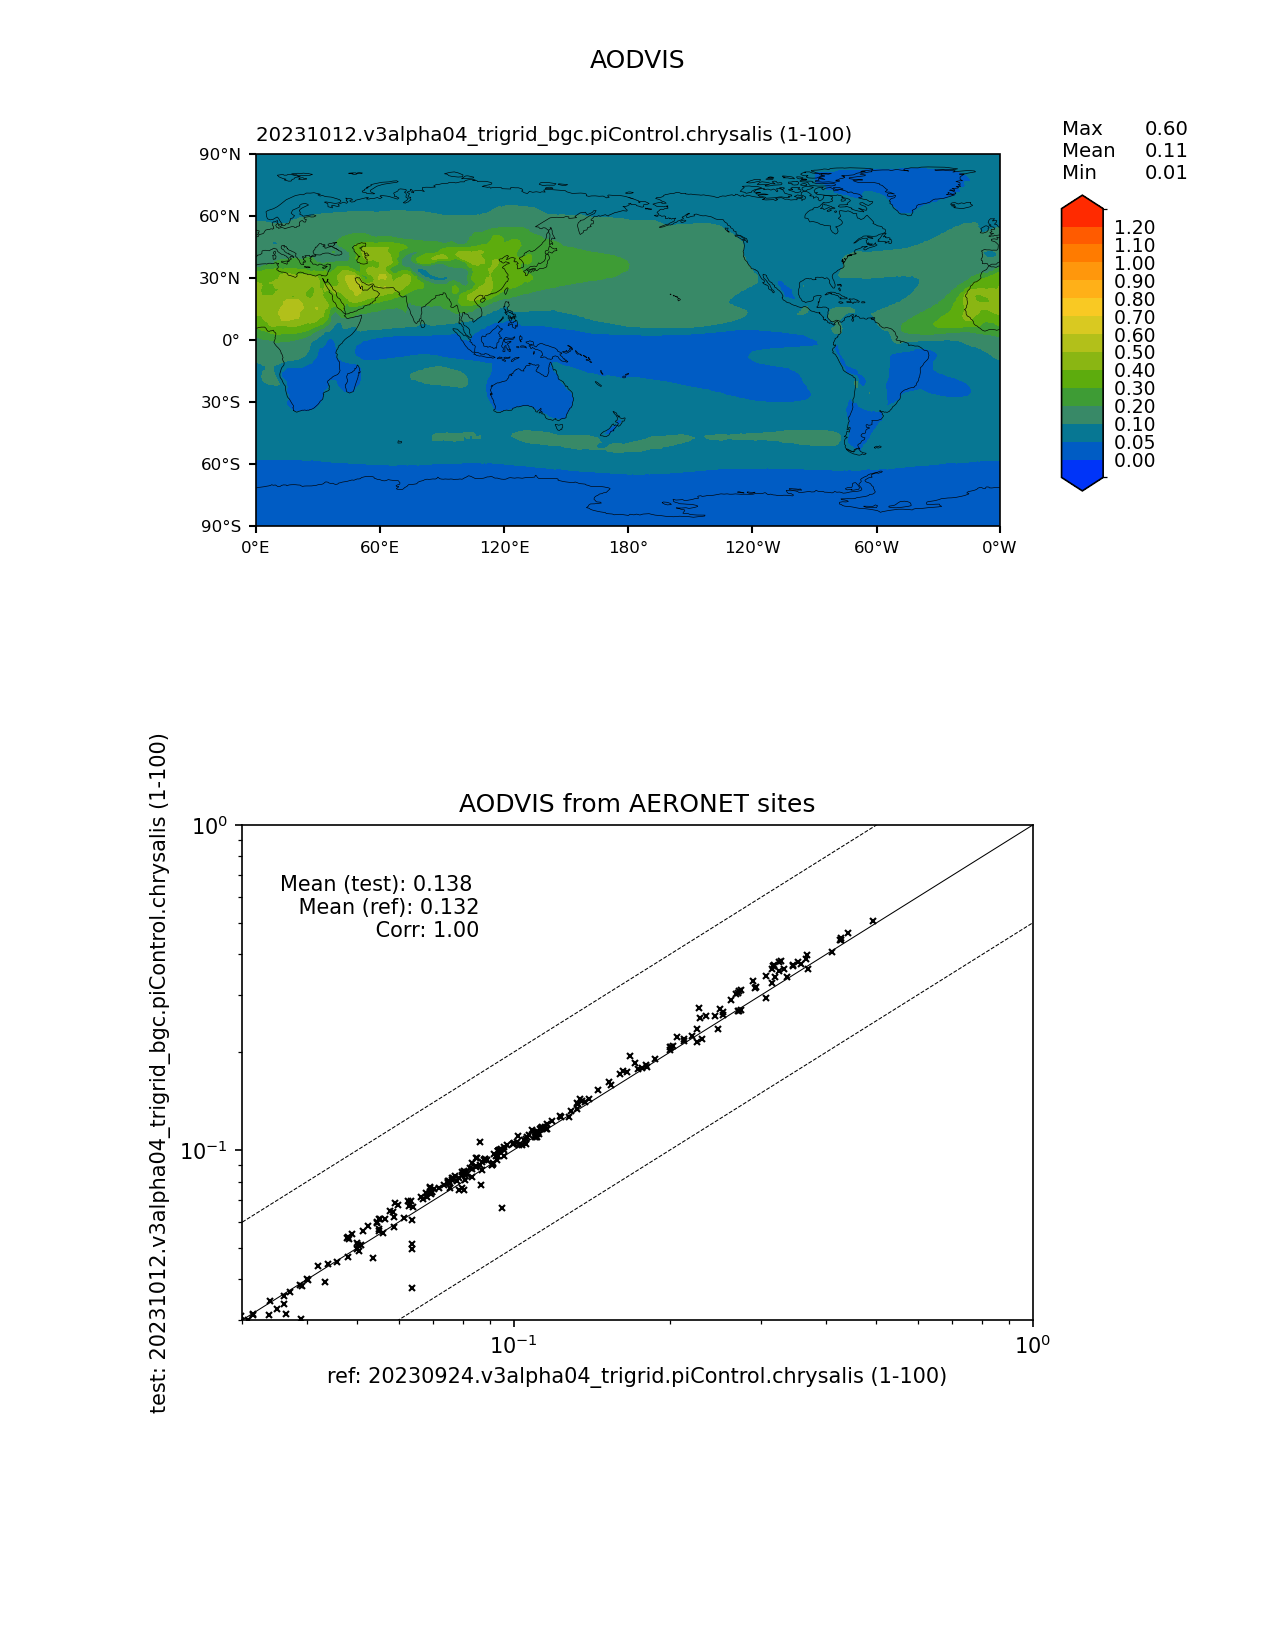 AODVIS
20231012.v3alpha04_trigrid_bgc.piControl.chrysalis (1-100)
Max 0.60
Mean 0.11
Min 0.01
90°N
60°N
30°N
0°
30°S
60°S
90°S
0°E 60°E 120°E 180° 120°W 60°W 0°W
1.20
1.10
1.00
0.90
0.80
0.70
0.60
0.50
0.40
0.30
0.20
0.10
0.05
0.00
AODVIS from AERONET sites
test: 20231012.v3alpha04_trigrid_bgc.piControl.chrysalis (1-100)
10⁰
10⁻¹
Mean (test): 0.138
Mean (ref): 0.132
Corr: 1.00
10⁻¹ 10⁰
ref: 20230924.v3alpha04_trigrid.piControl.chrysalis (1-100)